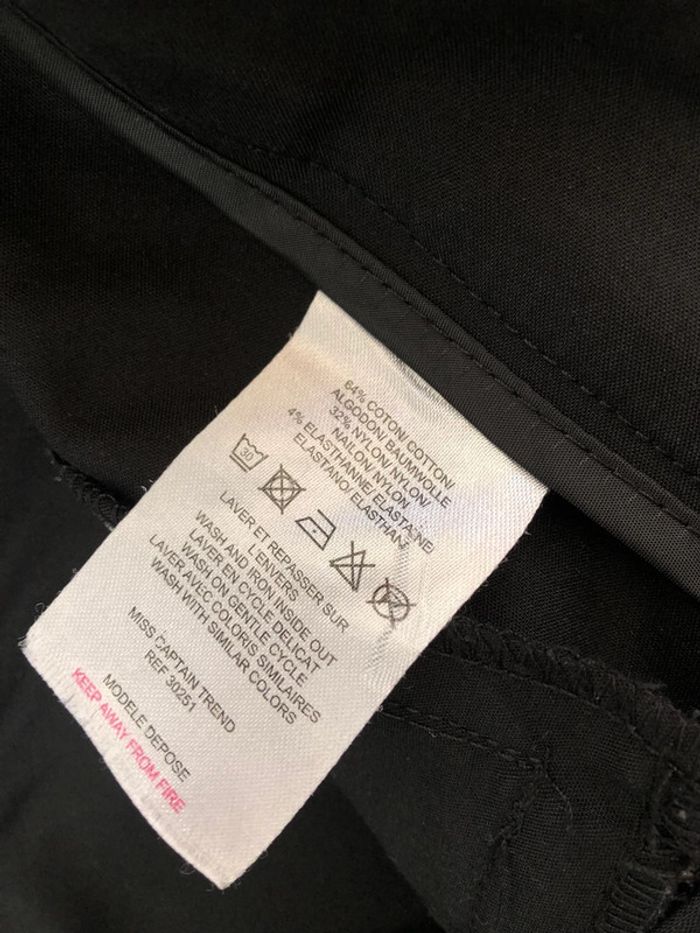 64% COTON/ COTTON/
ALGODON/ BAUMWOLLE
32% NYLON/ NYLON/
NAILON/ NYLON
4% ELASTHANNE/ ELASTANE/
ELASTANO/ ELASTHAN
30
LAVER ET REPASSER SUR
L'ENVERS
WASH AND IRON INSIDE OUT
LAVER EN CYCLE DELICAT
WASH ON GENTLE CYCLE
LAVER AVEC COLORIS SIMILAIRES
WASH WITH SIMILAR COLORS
MISS CAPTAIN TREND
REF 30251
MODELE DEPOSE
KEEP AWAY FROM FIRE